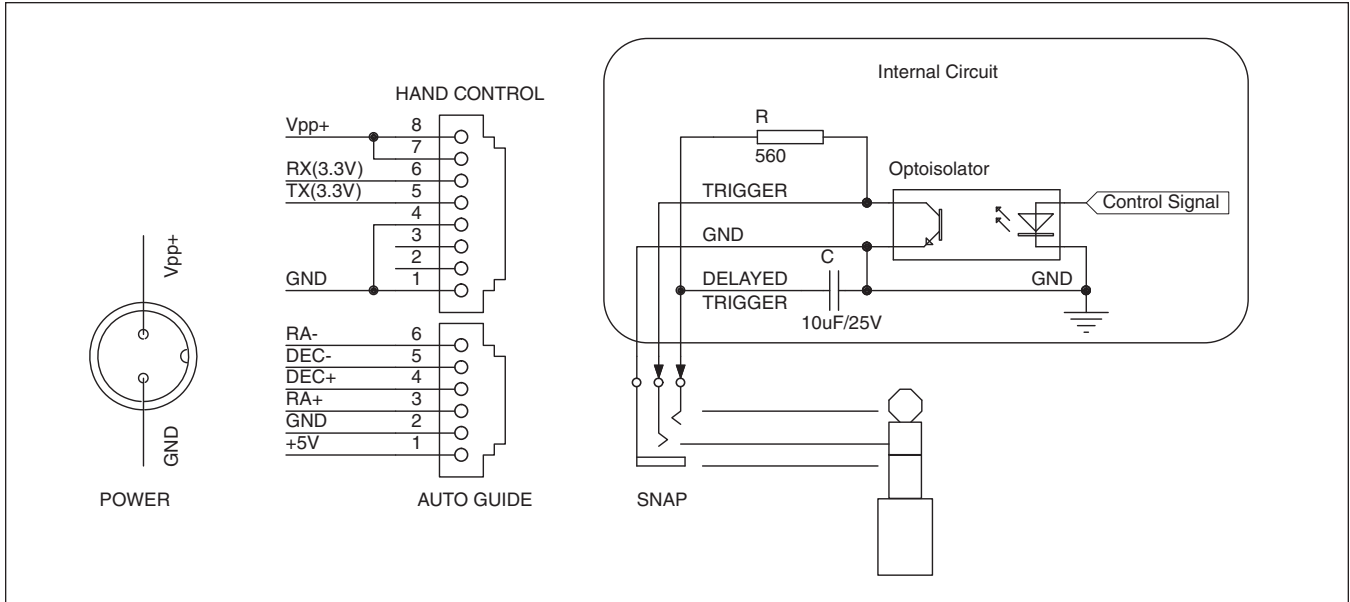 Vpp+
GND
POWER
HAND CONTROL
Vpp+ 8
7
RX(3.3V) 6
TX(3.3V) 5
4
3
2
GND 1
RA- 6
DEC- 5
DEC+ 4
RA+ 3
GND 2
+5V 1
AUTO GUIDE
Internal Circuit
R
560
Optoisolator
TRIGGER
Control Signal
GND
C
DELAYED
TRIGGER
GND
10uF/25V
SNAP